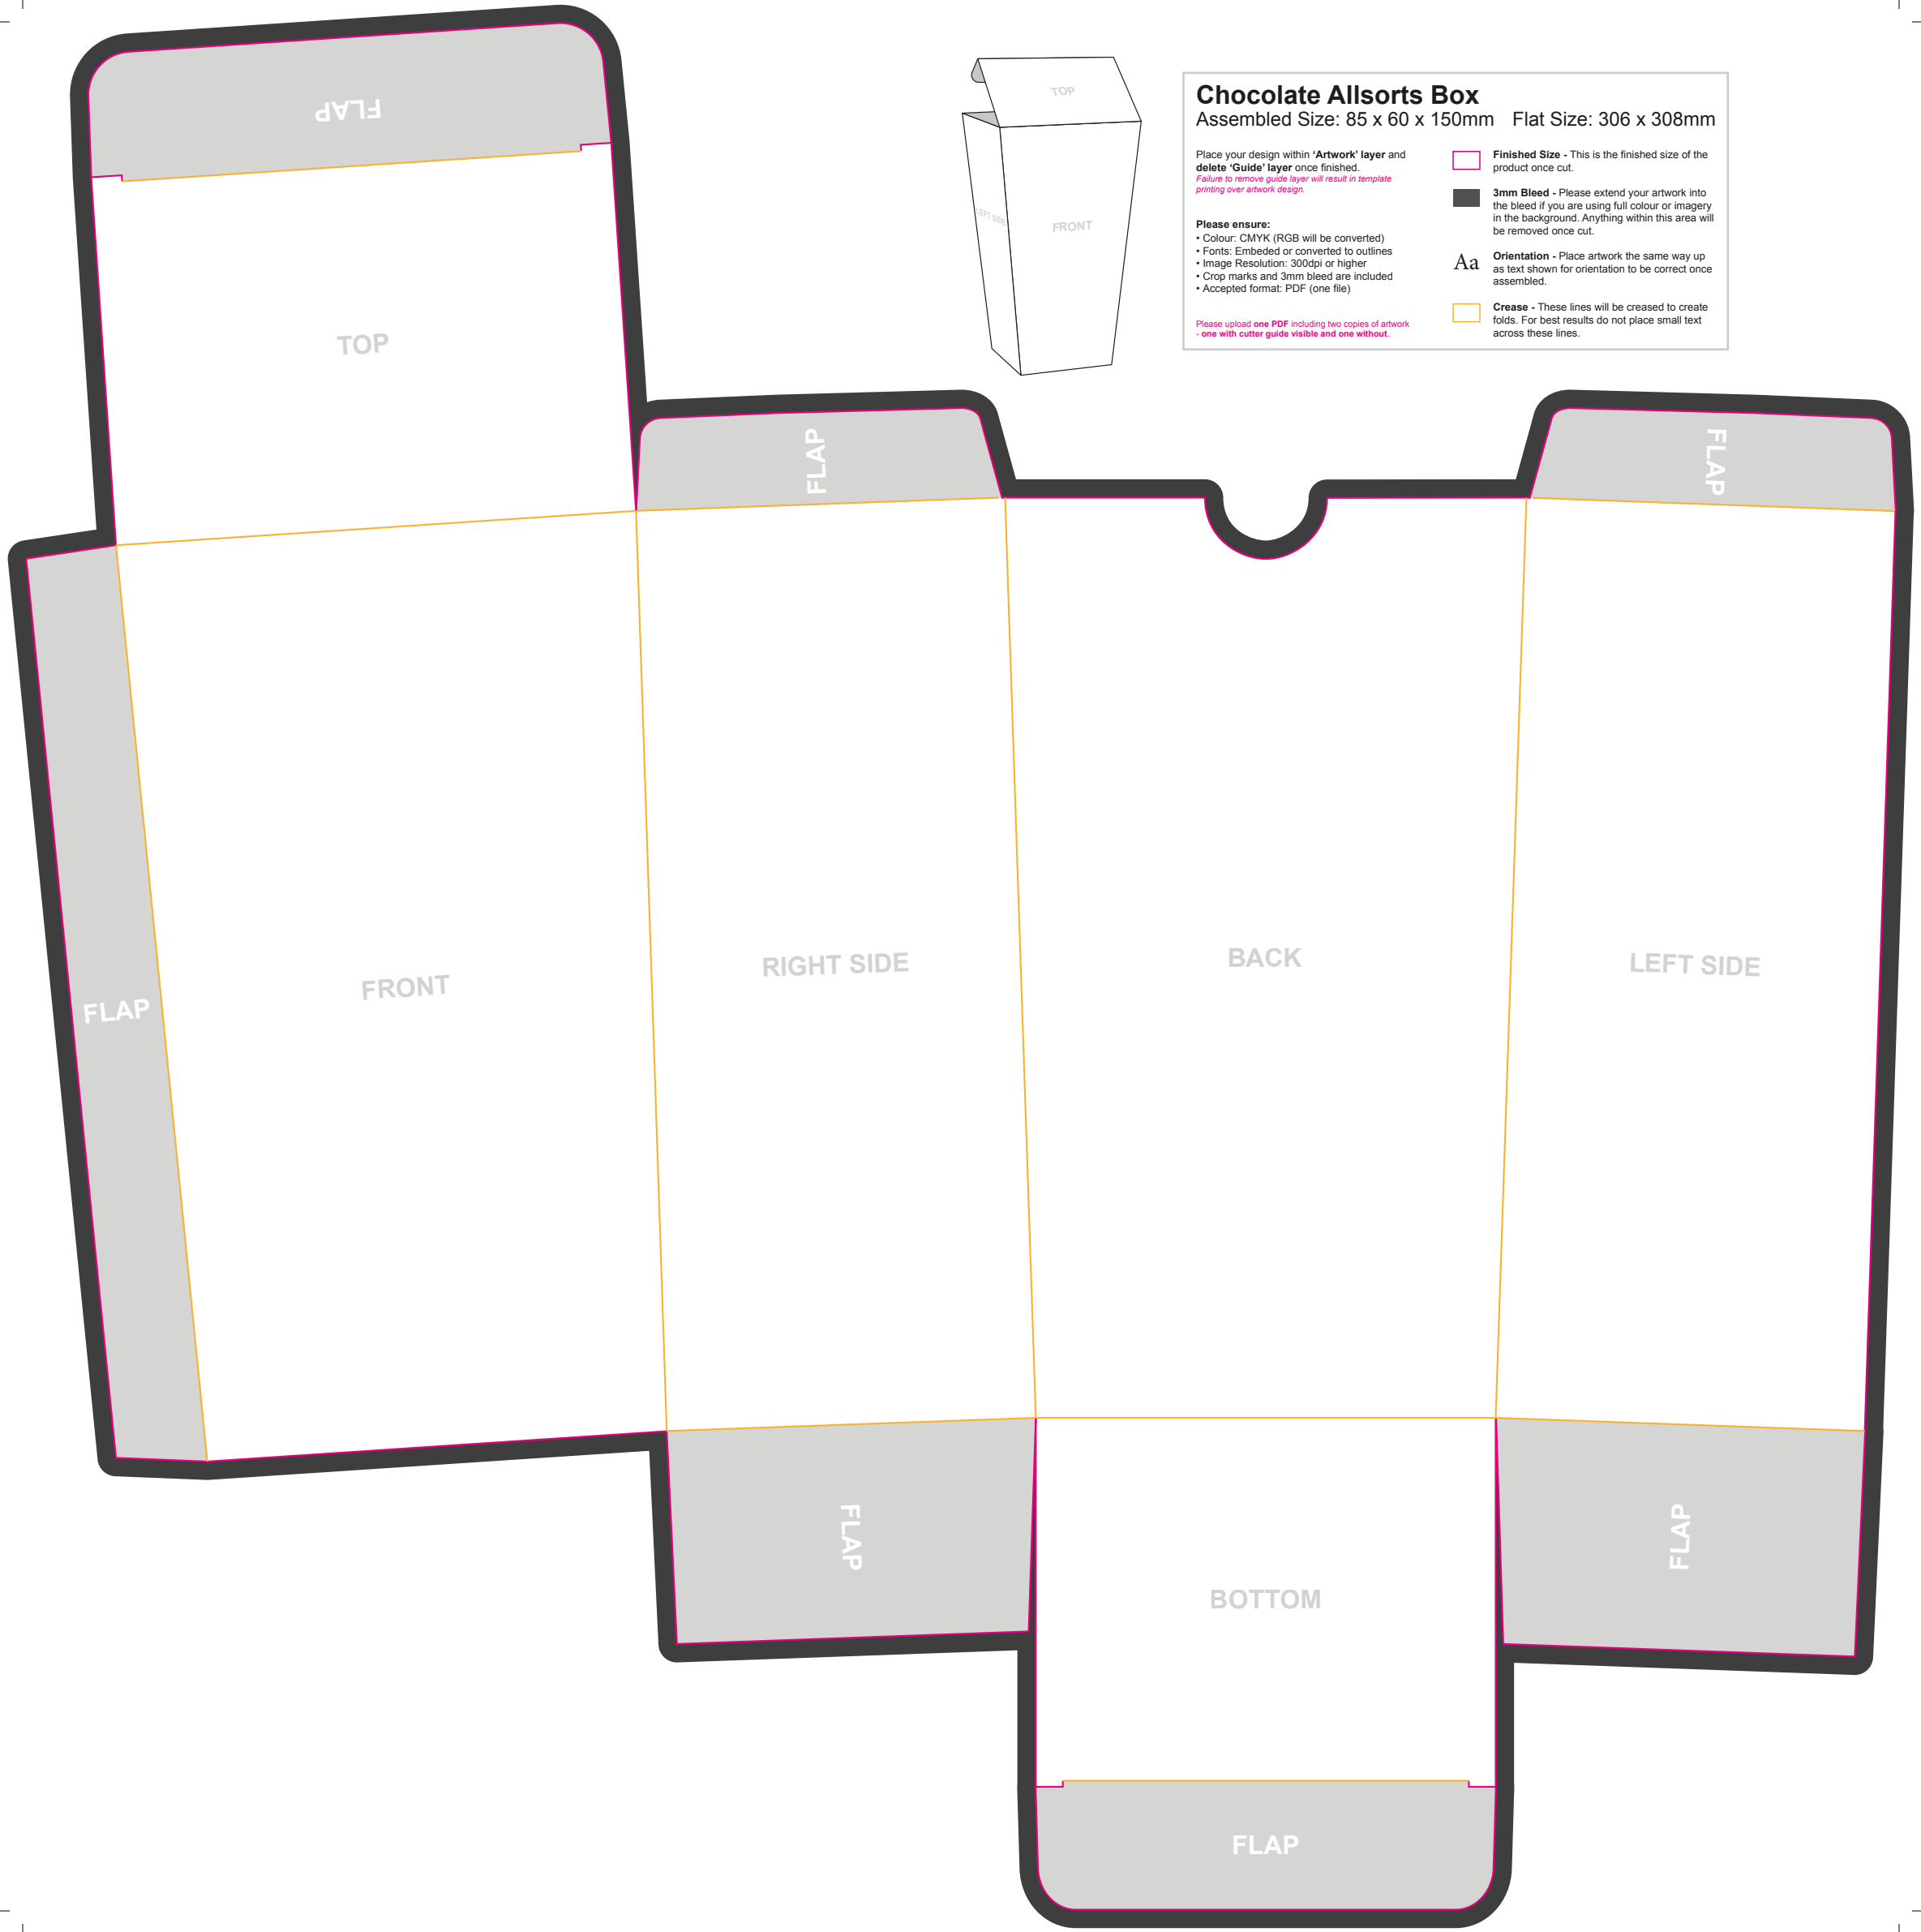 FLAP
TOP
TOP
LEFT SIDE
FRONT
Chocolate Allsorts Box
Assembled Size: 85 x 60 x 150mm Flat Size: 306 x 308mm
Place your design within ‘Artwork’ layer and
delete ‘Guide’ layer once finished.
Failure to remove guide layer will result in template
printing over artwork design.
Please ensure:
• Colour: CMYK (RGB will be converted)
• Fonts: Embeded or converted to outlines
• Image Resolution: 300dpi or higher
• Crop marks and 3mm bleed are included
• Accepted format: PDF (one file)
Please upload one PDF including two copies of artwork
- one with cutter guide visible and one without.
Finished Size - This is the finished size of the
product once cut.
3mm Bleed - Please extend your artwork into
the bleed if you are using full colour or imagery
in the background. Anything within this area will
be removed once cut.
Aa
Orientation - Place artwork the same way up
as text shown for orientation to be correct once
assembled.
Crease - These lines will be creased to create
folds. For best results do not place small text
across these lines.
FLAP
FLAP
FLAP
FRONT
RIGHT SIDE
BACK
LEFT SIDE
FLAP
BOTTOM
FLAP
FLAP